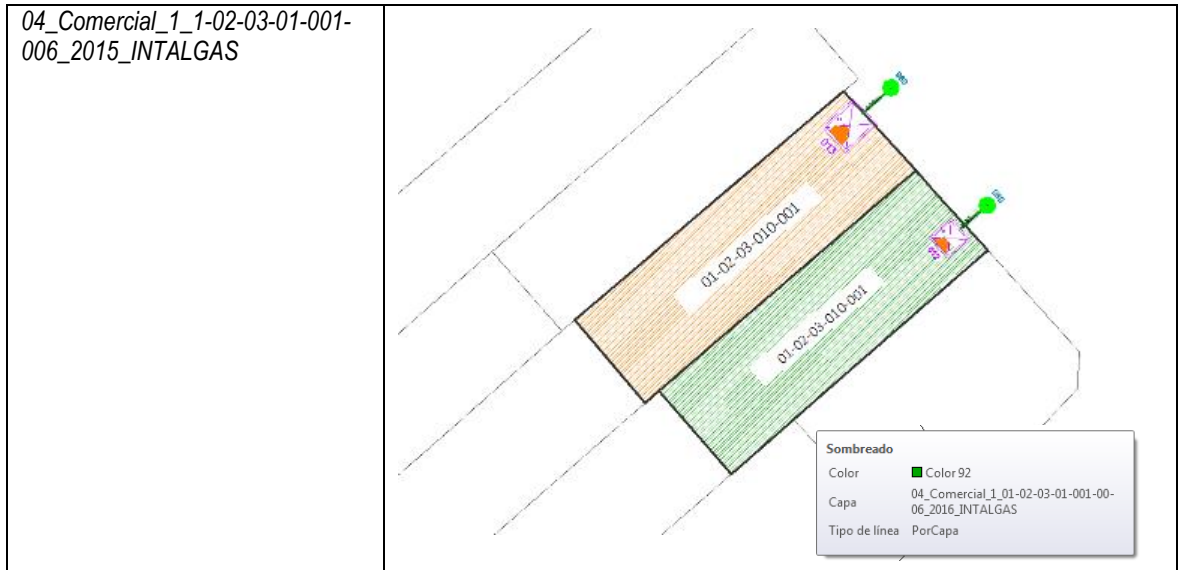 04_Comercial_1_1-02-03-01-001-
006_2015_INTALGAS
013
01-02-03-010-001
01-02-03-010-001
Sombreado
Color Color 92
Capa 04_Comercial_1_01-02-03-01-001-00-
06_2016_INTALGAS
Tipo de línea PorCapa